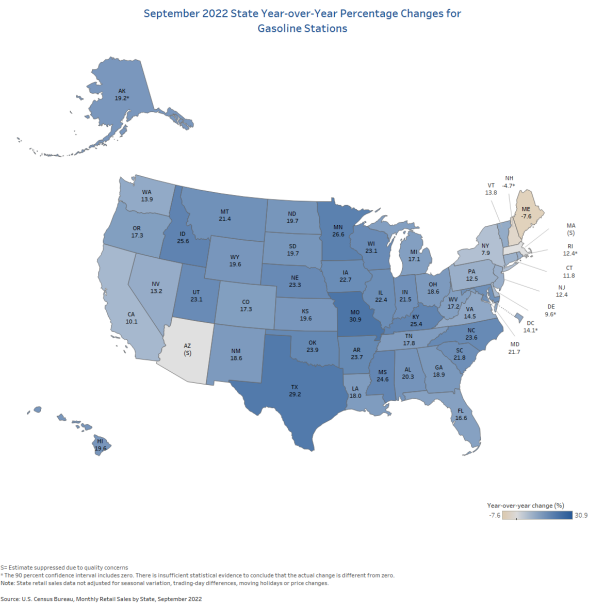 September 2022 State Year-over-Year Percentage Changes for
Gasoline Stations
AK
19.2*
WA
13.9
OR
17.3
CA
10.1
NV
13.2
ID
25.6
MT
21.4
WY
19.6
UT
23.1
CO
17.3
AZ
(S)
NM
18.6
ND
19.7
SD
19.7
NE
23.3
KS
19.6
OK
23.9
TX
29.2
MN
26.6
IA
22.7
MO
30.9
AR
23.7
LA
18.0
WI
23.1
IL
22.4
MI
17.1
IN
21.5
OH
18.6
KY
25.4
TN
17.8
MS
24.6
AL
20.3
GA
18.9
FL
16.6
SC
21.8
NC
23.6
VA
14.5
WV
17.2
PA
12.5
NY
7.9
VT
13.8
NH
-4.7*
ME
-7.6
MA
(S)
RI
12.4*
CT
11.8
NJ
12.4
DE
9.6*
DC
14.1*
MD
21.7
HI
19.6
Year-over-year change (%)
-7.6
30.9
S= Estimate suppressed due to quality concerns
* The 90 percent confidence interval includes zero. There is insufficient statistical evidence to conclude that the actual change is different from zero.
Note: State retail sales data not adjusted for seasonal variation, trading-day differences, moving holidays or price changes.
Source: U.S. Census Bureau, Monthly Retail Sales by State, September 2022